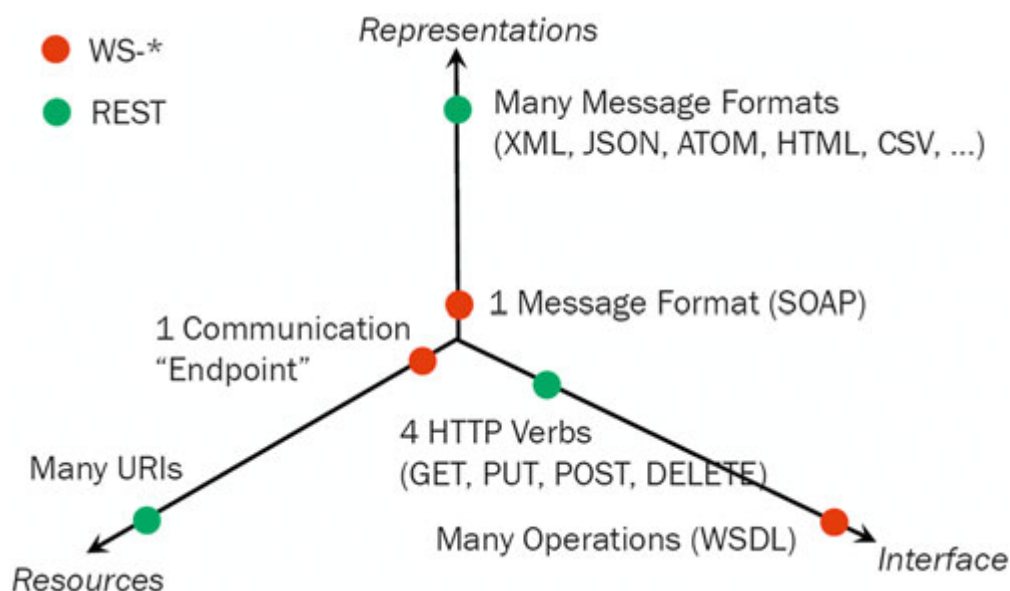 Representations
WS-*
REST
Many Message Formats
(XML, JSON, ATOM, HTML, CSV, ...)
1 Message Format (SOAP)
1 Communication
“Endpoint”
4 HTTP Verbs
(GET, PUT, POST, DELETE)
Many URIs
Many Operations (WSDL)
Interface
Resources